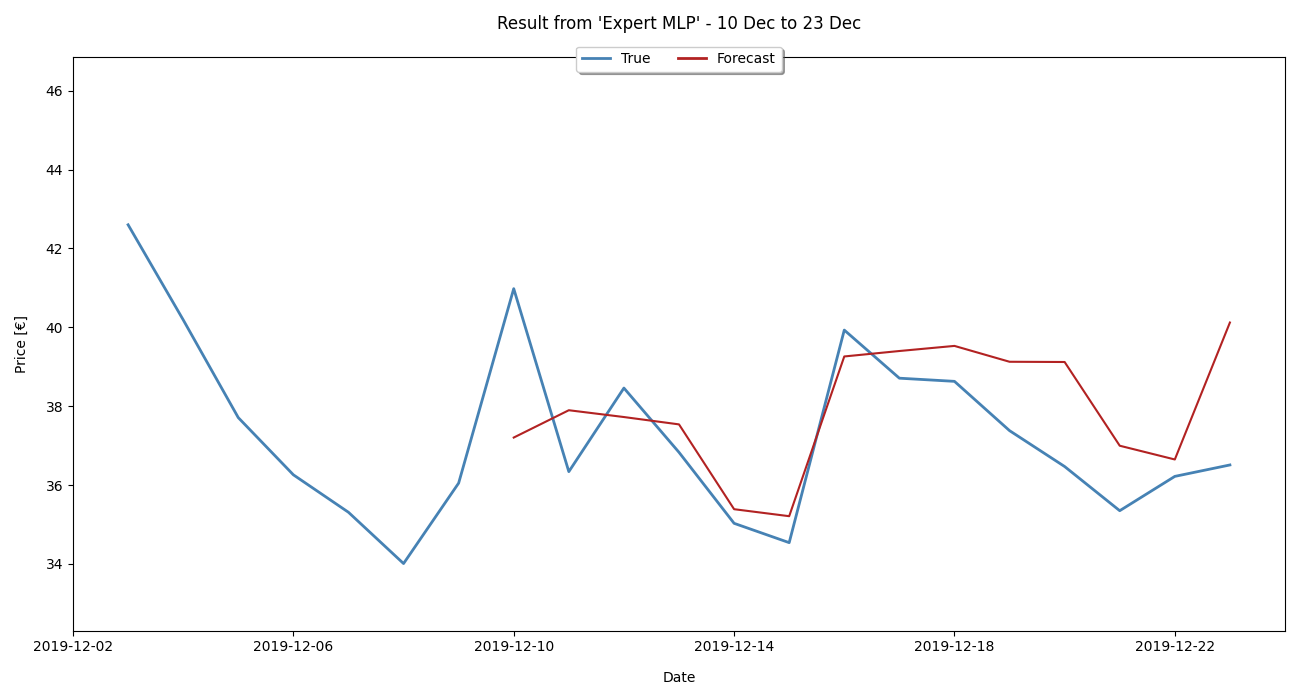 Result from 'Expert MLP' - 10 Dec to 23 Dec
True Forecast
46
44
42
40
38
36
34
Price [€]
2019-12-02 2019-12-06 2019-12-10 2019-12-14 2019-12-18 2019-12-22
Date